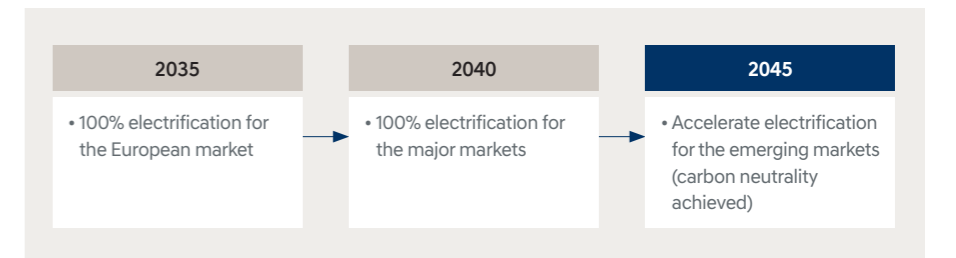 2035
• 100% electrification for
the European market
2040
• 100% electrification for
the major markets
2045
• Accelerate electrification
for the emerging markets
(carbon neutrality
achieved)